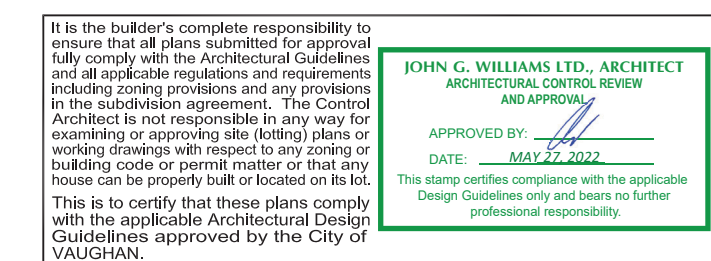 It is the builder's complete responsibility to
ensure that all plans submitted for approval
fully comply with the Architectural Guidelines
and all applicable regulations and requirements
including zoning provisions and any provisions
in the subdivision agreement. The Control
Architect is not responsible in any way for
examining or approving site (lotting) plans or
working drawings with respect to any zoning or
building code or permit matter or that any
house can be properly built or located on its lot.
This is to certify that these plans comply
with the applicable Architectural Design
Guidelines approved by the City of
VAUGHAN.
JOHN G. WILLIAMS LTD., ARCHITECT
ARCHITECTURAL CONTROL REVIEW
AND APPROVAL
APPROVED BY:
DATE: MAY 27, 2022
This stamp certifies compliance with the applicable
Design Guidelines only and bears no further
professional responsibility.